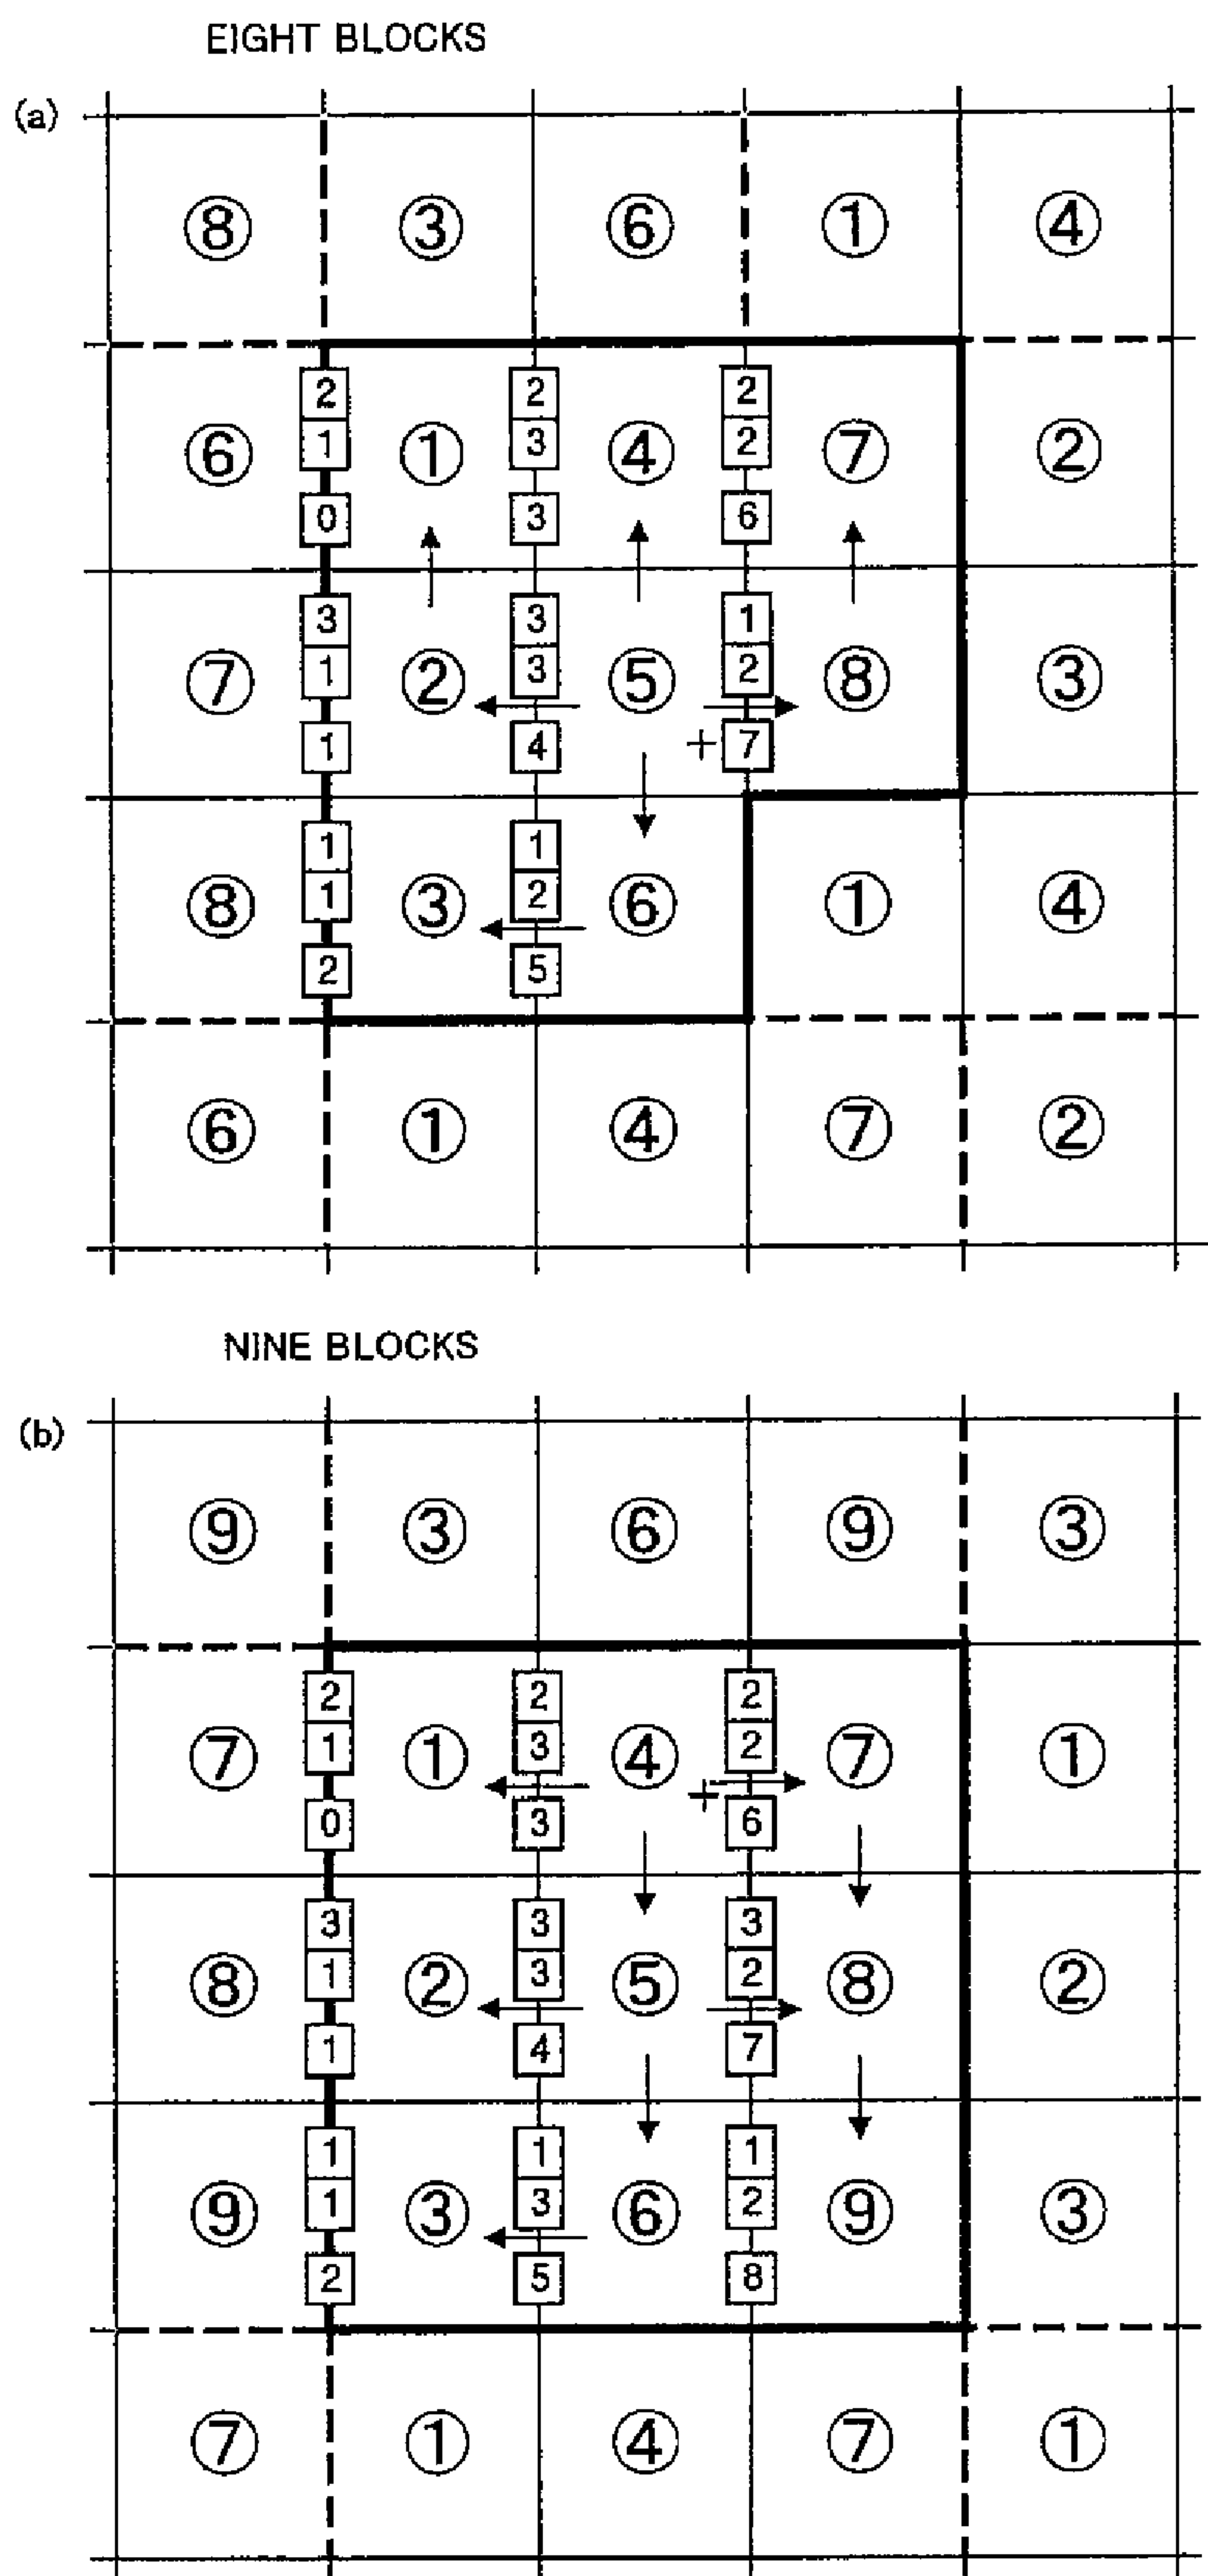 EIGHT BLOCKS
(a)
⑧ ③ ⑥ ① ④
2 2 2
⑥ 1 ① 3 ④ 2 ⑦ ②
0 3 6
3 3 1
⑦ 1 ② 3 ⑤ 2 ⑧ ③
1 4 + 7
1 1
⑧ 1 ③ 2 ⑥ ① ④
2 5
⑥ ① ④ ⑦ ②
NINE BLOCKS
(b)
⑨ ③ ⑥ ⑨ ③
2 2 2
⑦ 1 ① 3 ④ 2 ⑦ ①
0 3 + 6
3 3 3
⑧ 1 ② 3 ⑤ 2 ⑧ ②
1 4 7
1 1 1
⑨ 1 ③ 3 ⑥ 2 ⑨ ③
2 5 8
⑦ ① ④ ⑦ ①